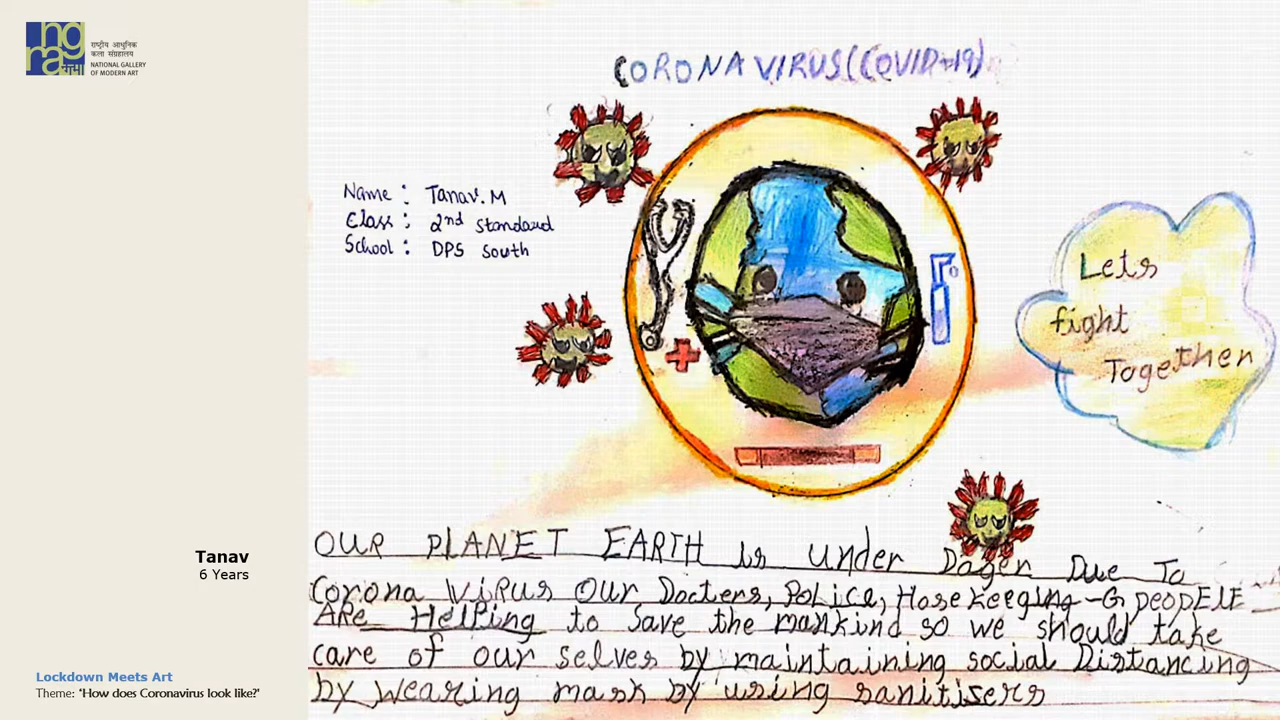 राष्ट्रीय आधुनिक
कला संग्रहालय
NATIONAL GALLERY
OF MODERN ART
CORONA VIRUS(COVID-19)
Name : Tanav.M
Class : 2nd Standard
School : DPS South
Lets
fight
Together
OUR PLANET EARTH is under Dager Due To
Corona ViRUS Our Docters, Police, Hosekeeping peopElE
ARe Helping to Save the mankind so we should take
care of our selves by maintaining social Distancing
by wearing mask by using sanitisers
Tanav
6 Years
Lockdown Meets Art
Theme: 'How does Coronavirus look like?'